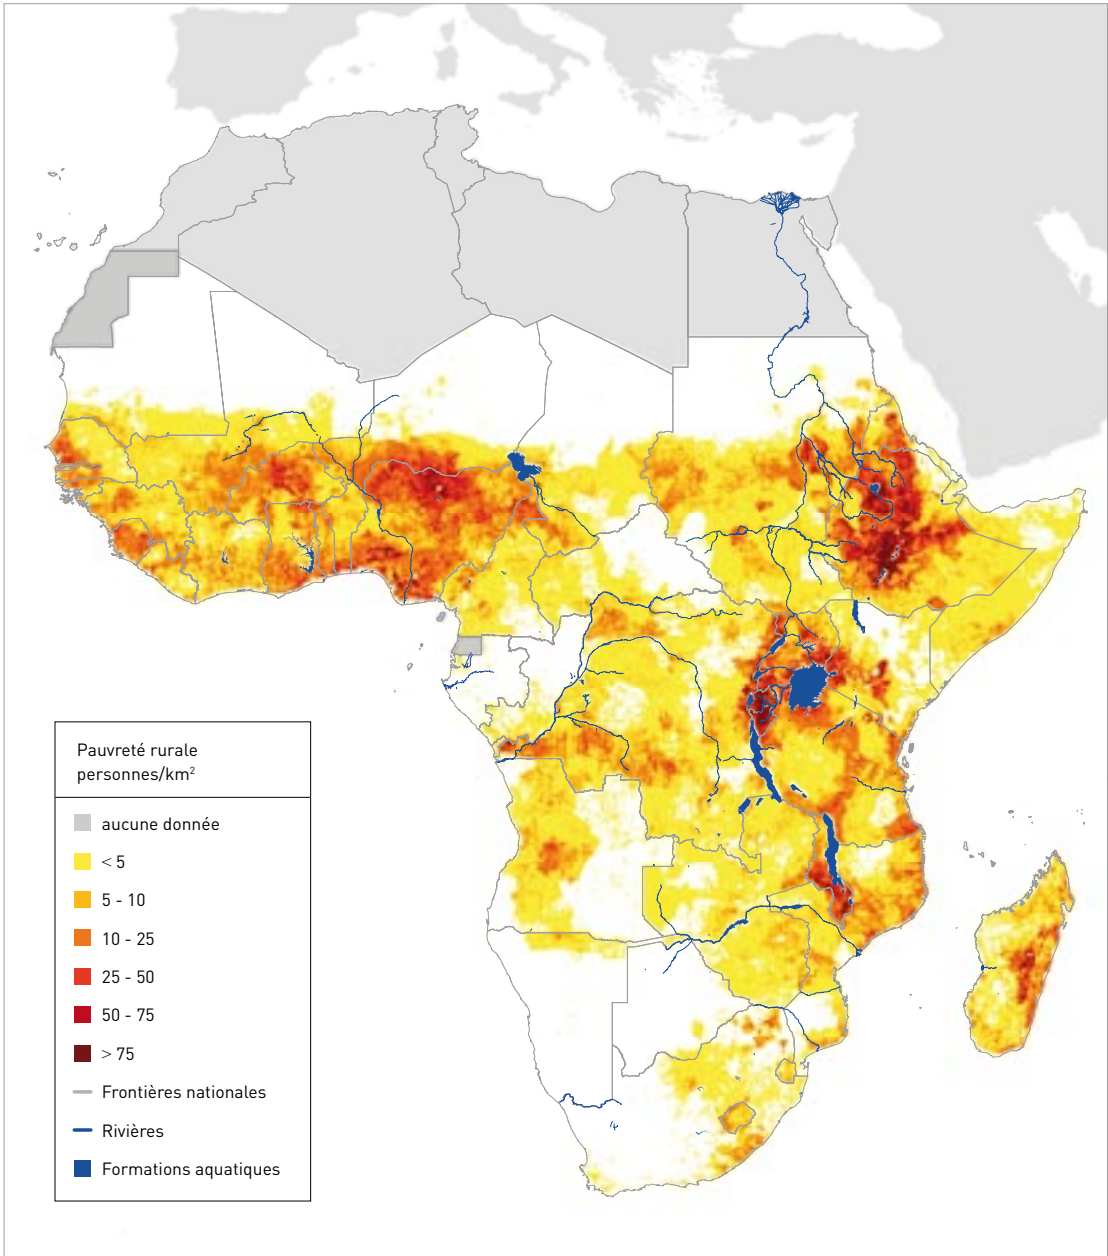 Pauvreté rurale
personnes/km²
aucune donnée
< 5
5 - 10
10 - 25
25 - 50
50 - 75
> 75
Frontières nationales
Rivières
Formations aquatiques